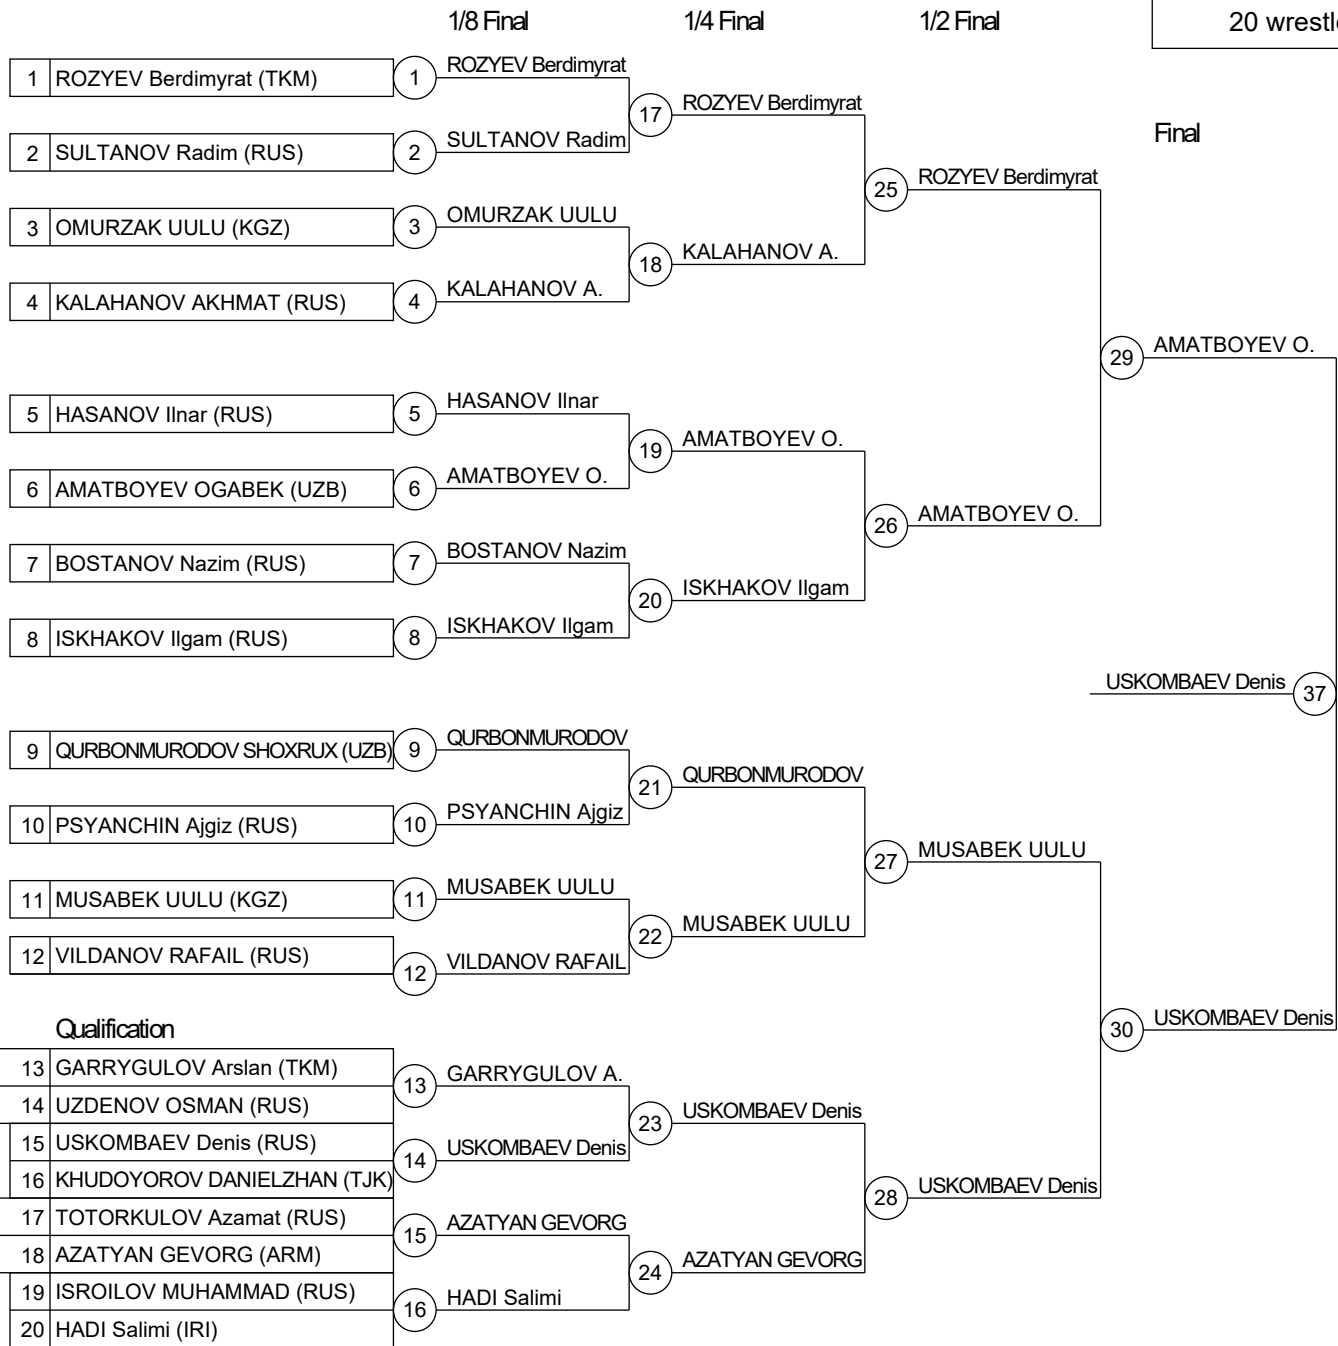 1/8 Final
1/4 Final
1/2 Final
20 wrestl
Final
1 ROZYEV Berdimyrat (TKM)
2 SULTANOV Radim (RUS)
3 OMURZAK UULU (KGZ)
4 KALAHANOV AKHMAT (RUS)
5 HASANOV Ilnar (RUS)
6 AMATBOYEV OGABEK (UZB)
7 BOSTANOV Nazim (RUS)
8 ISKHAKOV Ilgam (RUS)
9 QURBONMURODOV SHOXRUX (UZB)
10 PSYANCHIN Ajgiz (RUS)
11 MUSABEK UULU (KGZ)
12 VILDANOV RAFAIL (RUS)
Qualification
13 GARRYGULOV Arslan (TKM)
14 UZDENOV OSMAN (RUS)
15 USKOMBAEV Denis (RUS)
16 KHUDOYOROV DANIELZHAN (TJK)
17 TOTORKULOV Azamat (RUS)
18 AZATYAN GEVORG (ARM)
19 ISROILOV MUHAMMAD (RUS)
20 HADI Salimi (IRI)
1 ROZYEV Berdimyrat
2 SULTANOV Radim
3 OMURZAK UULU
4 KALAHANOV A.
5 HASANOV Ilnar
6 AMATBOYEV O.
7 BOSTANOV Nazim
8 ISKHAKOV Ilgam
9 QURBONMURODOV
10 PSYANCHIN Ajgiz
11 MUSABEK UULU
12 VILDANOV RAFAIL
13 GARRYGULOV A.
14 USKOMBAEV Denis
15 AZATYAN GEVORG
16 HADI Salimi
17 ROZYEV Berdimyrat
18 KALAHANOV A.
19 AMATBOYEV O.
20 ISKHAKOV Ilgam
21 QURBONMURODOV
22 MUSABEK UULU
23 USKOMBAEV Denis
24 AZATYAN GEVORG
25 ROZYEV Berdimyrat
26 AMATBOYEV O.
27 MUSABEK UULU
28 USKOMBAEV Denis
29 AMATBOYEV O.
30 USKOMBAEV Denis
USKOMBAEV Denis 37